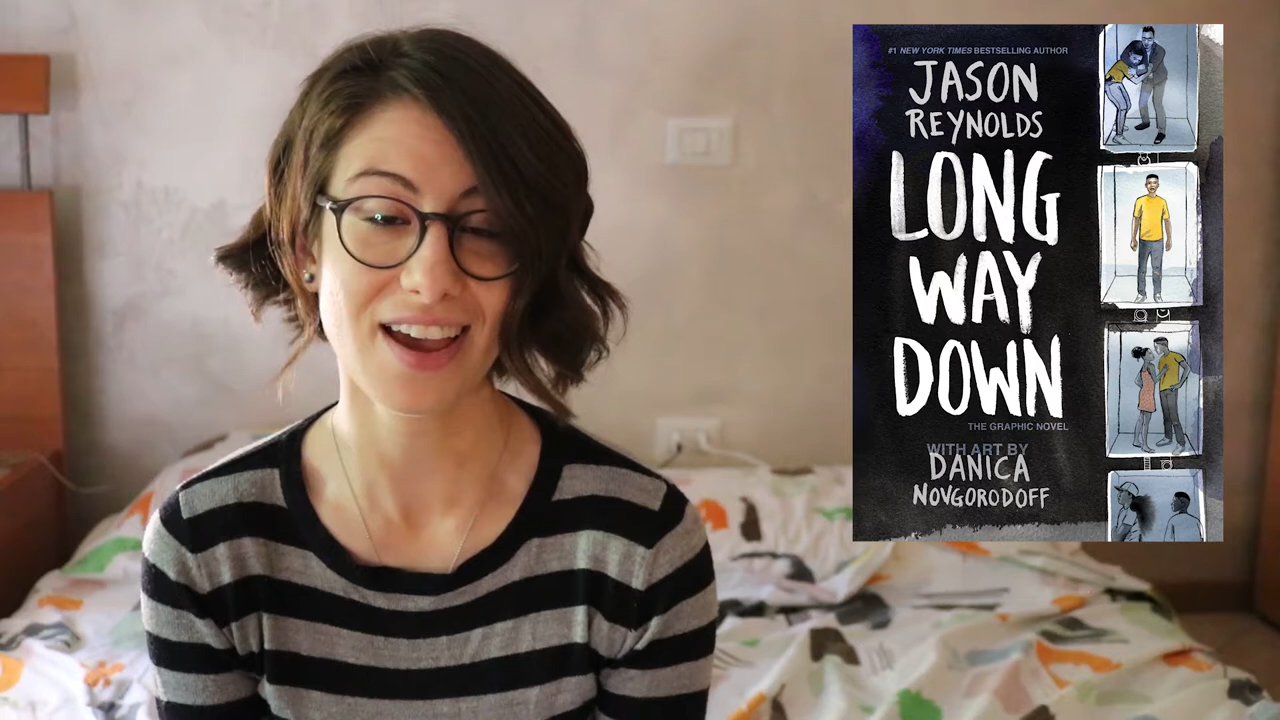 #1 NEW YORK TIMES BESTSELLING AUTHOR
JASON
REYNOLDS
LONG
WAY
DOWN
THE GRAPHIC NOVEL
WITH ART BY
DANICA
NOVGORODOFF